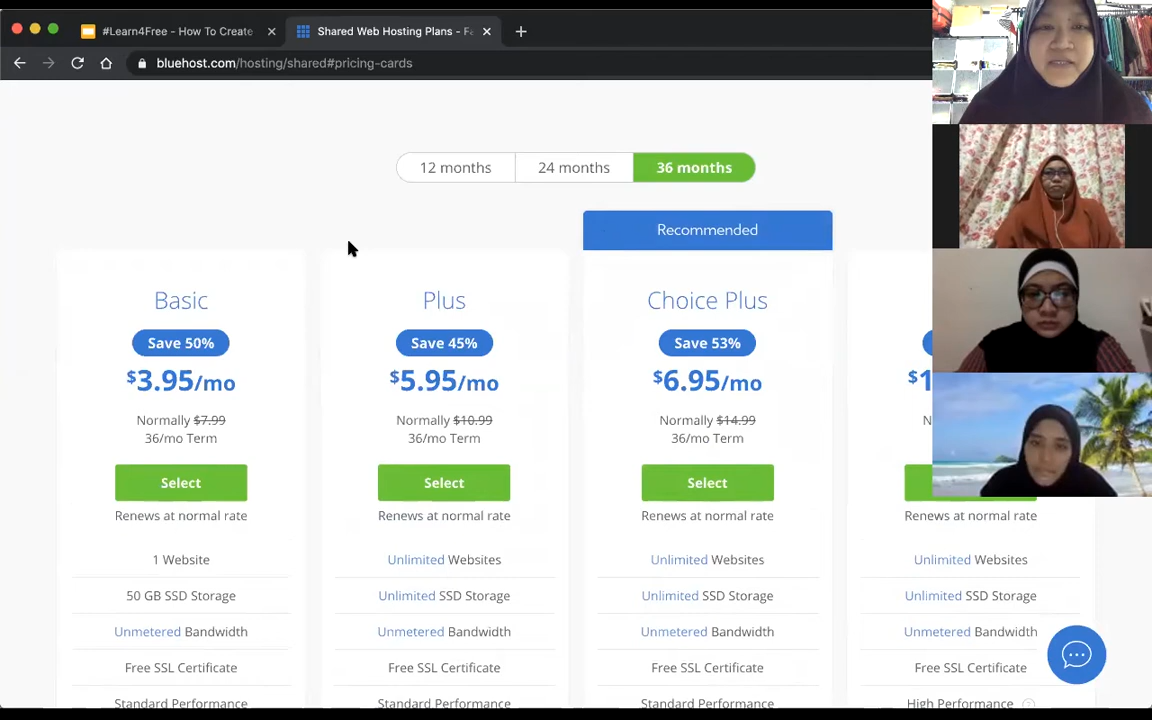 #Learn4Free - How To Create
Shared Web Hosting Plans - Fa
bluehost.com/hosting/shared#pricing-cards
12 months
24 months
36 months
Recommended
Basic
Save 50%
$3.95/mo
Normally $7.99
36/mo Term
Select
Renews at normal rate
1 Website
50 GB SSD Storage
Unmetered Bandwidth
Free SSL Certificate
Standard Performance
Plus
Save 45%
$5.95/mo
Normally $10.99
36/mo Term
Select
Renews at normal rate
Unlimited Websites
Unlimited SSD Storage
Unmetered Bandwidth
Free SSL Certificate
Standard Performance
Choice Plus
Save 53%
$6.95/mo
Normally $14.99
36/mo Term
Select
Renews at normal rate
Unlimited Websites
Unlimited SSD Storage
Unmetered Bandwidth
Free SSL Certificate
Standard Performance
$1
Renews at normal rate
Unlimited Websites
Unlimited SSD Storage
Unmetered Bandwidth
Free SSL Certificate
High Performance